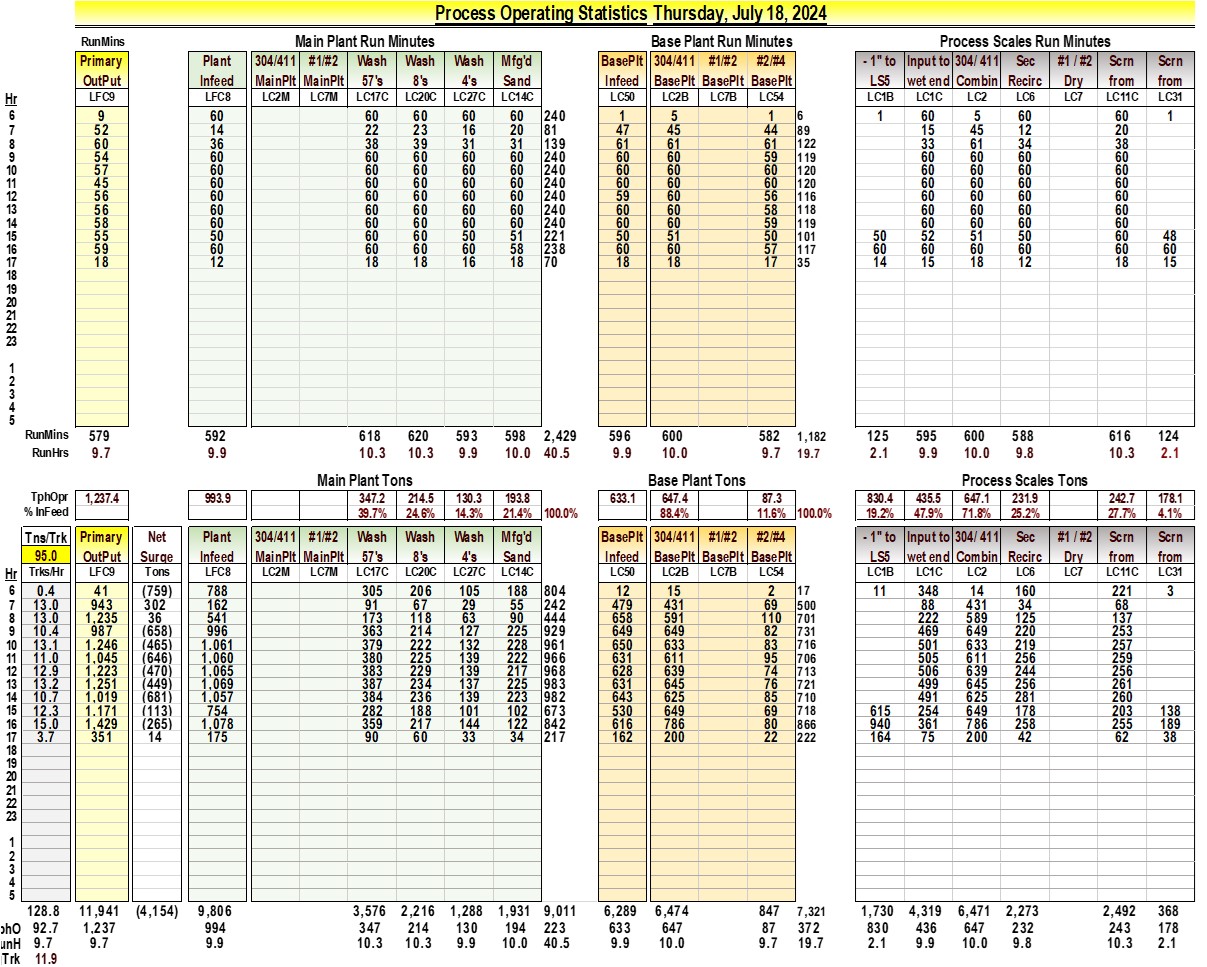 Process Operating Statistics Thursday, July 18, 2024
RunMins Main Plant Run Minutes Base Plant Run Minutes Process Scales Run Minutes
Primary Plant 304/411 #1/#2 Wash Wash Wash Mfg'd BasePlt 304/411 #1/#2 #2/#4 - 1" to Input to 304/ 411 Sec #1 / #2 Scrn Scrn
OutPut Infeed MainPlt MainPlt 57's 8's 4's Sand Infeed BasePlt BasePlt BasePlt LS5 wet end Combin Recirc Dry from from
Hr LFC9 LFC8 LC2M LC7M LC17C LC20C LC27C LC14C LC50 LC2B LC7B LC54 LC1B LC1C LC2 LC6 LC7 LC11C LC31
6 9 60 60 60 60 60 240 1 5 1 6 1 60 5 60 60 1
7 52 14 22 23 16 20 81 47 45 44 89 15 45 12 20
8 60 36 38 39 31 31 139 61 61 61 122 33 61 34 38
9 54 60 60 60 60 60 240 60 60 59 119 60 60 60 60
10 57 60 60 60 60 60 240 60 60 60 120 60 60 60 60
11 45 60 60 60 60 60 240 60 60 60 120 60 60 60 60
12 56 60 60 60 60 60 240 59 60 56 116 60 60 60 60
13 56 60 60 60 60 60 240 60 60 58 118 60 60 60 60
14 58 60 60 60 60 60 240 60 60 59 119 60 60 60 60
15 55 50 60 60 50 51 221 50 51 50 101 50 52 51 50 60 48
16 59 60 60 60 60 58 238 60 60 57 117 60 60 60 60 60 60
17 18 12 18 18 16 18 70 18 18 17 35 14 15 18 12 18 15
18
19
20
21
22
23
1
2
3
4
5
RunMins 579 592 618 620 593 598 2,429 596 600 582 1,182 125 595 600 588 616 124
RunHrs 9.7 9.9 10.3 10.3 9.9 10.0 40.5 9.9 10.0 9.7 19.7 2.1 9.9 10.0 9.8 10.3 2.1
Main Plant Tons Base Plant Tons Process Scales Tons
TphOpr 1,237.4 993.9 347.2 214.5 130.3 193.8 633.1 647.4 87.3 830.4 435.5 647.1 231.9 242.7 178.1
% InFeed 39.7% 24.6% 14.3% 21.4% 100.0% 88.4% 11.6% 100.0% 19.2% 47.9% 71.8% 25.2% 27.7% 4.1%
Tns/Trk Primary Net Plant 304/411 #1/#2 Wash Wash Wash Mfg'd BasePlt 304/411 #1/#2 #2/#4 - 1" to Input to 304/ 411 Sec #1 / #2 Scrn Scrn
95.0 OutPut Surge Infeed MainPlt MainPlt 57's 8's 4's Sand Infeed BasePlt BasePlt BasePlt LS5 wet end Combin Recirc Dry from from
Hr Trks/Hr LFC9 Tons LFC8 LC2M LC7M LC17C LC20C LC27C LC14C LC50 LC2B LC7B LC54 LC1B LC1C LC2 LC6 LC7 LC11C LC31
6 0.4 41 (759) 788 305 206 105 188 804 12 15 2 17 11 348 14 160 221 3
7 13.0 943 302 162 91 67 29 55 242 479 431 69 500 88 431 34 68
8 13.0 1,235 36 541 173 118 63 90 444 658 591 110 701 222 589 125 137
9 10.4 987 (658) 996 363 214 127 225 929 649 649 82 731 469 649 220 253
10 13.1 1,246 (465) 1,061 379 222 132 228 961 650 633 83 716 501 633 219 257
11 11.0 1,045 (646) 1,060 380 225 139 222 966 631 611 95 706 505 611 256 259
12 12.9 1,223 (470) 1,065 383 229 139 217 968 628 639 74 713 506 639 244 256
13 13.2 1,251 (449) 1,069 387 234 137 225 983 631 645 76 721 499 645 256 261
14 10.7 1,019 (681) 1,057 384 236 139 223 982 643 625 85 710 491 625 281 260
15 12.3 1,171 (113) 754 282 188 101 102 673 530 649 69 718 615 254 649 178 203 138
16 15.0 1,429 (265) 1,078 359 217 144 122 842 616 786 80 866 940 361 786 258 255 189
17 3.7 351 14 175 90 60 33 34 217 162 200 22 222 164 75 200 42 62 38
18
19
20
21
22
23
1
2
3
4
5
128.8 11,941 (4,154) 9,806 3,576 2,216 1,288 1,931 9,011 6,289 6,474 847 7,321 1,730 4,319 6,471 2,273 2,492 368
phO 92.7 1,237 994 347 214 130 194 223 633 647 87 372 830 436 647 232 243 178
unH 9.7 9.7 9.9 10.3 10.3 9.9 10.0 40.5 9.9 10.0 9.7 19.7 2.1 9.9 10.0 9.8 10.3 2.1
Trk 11.9